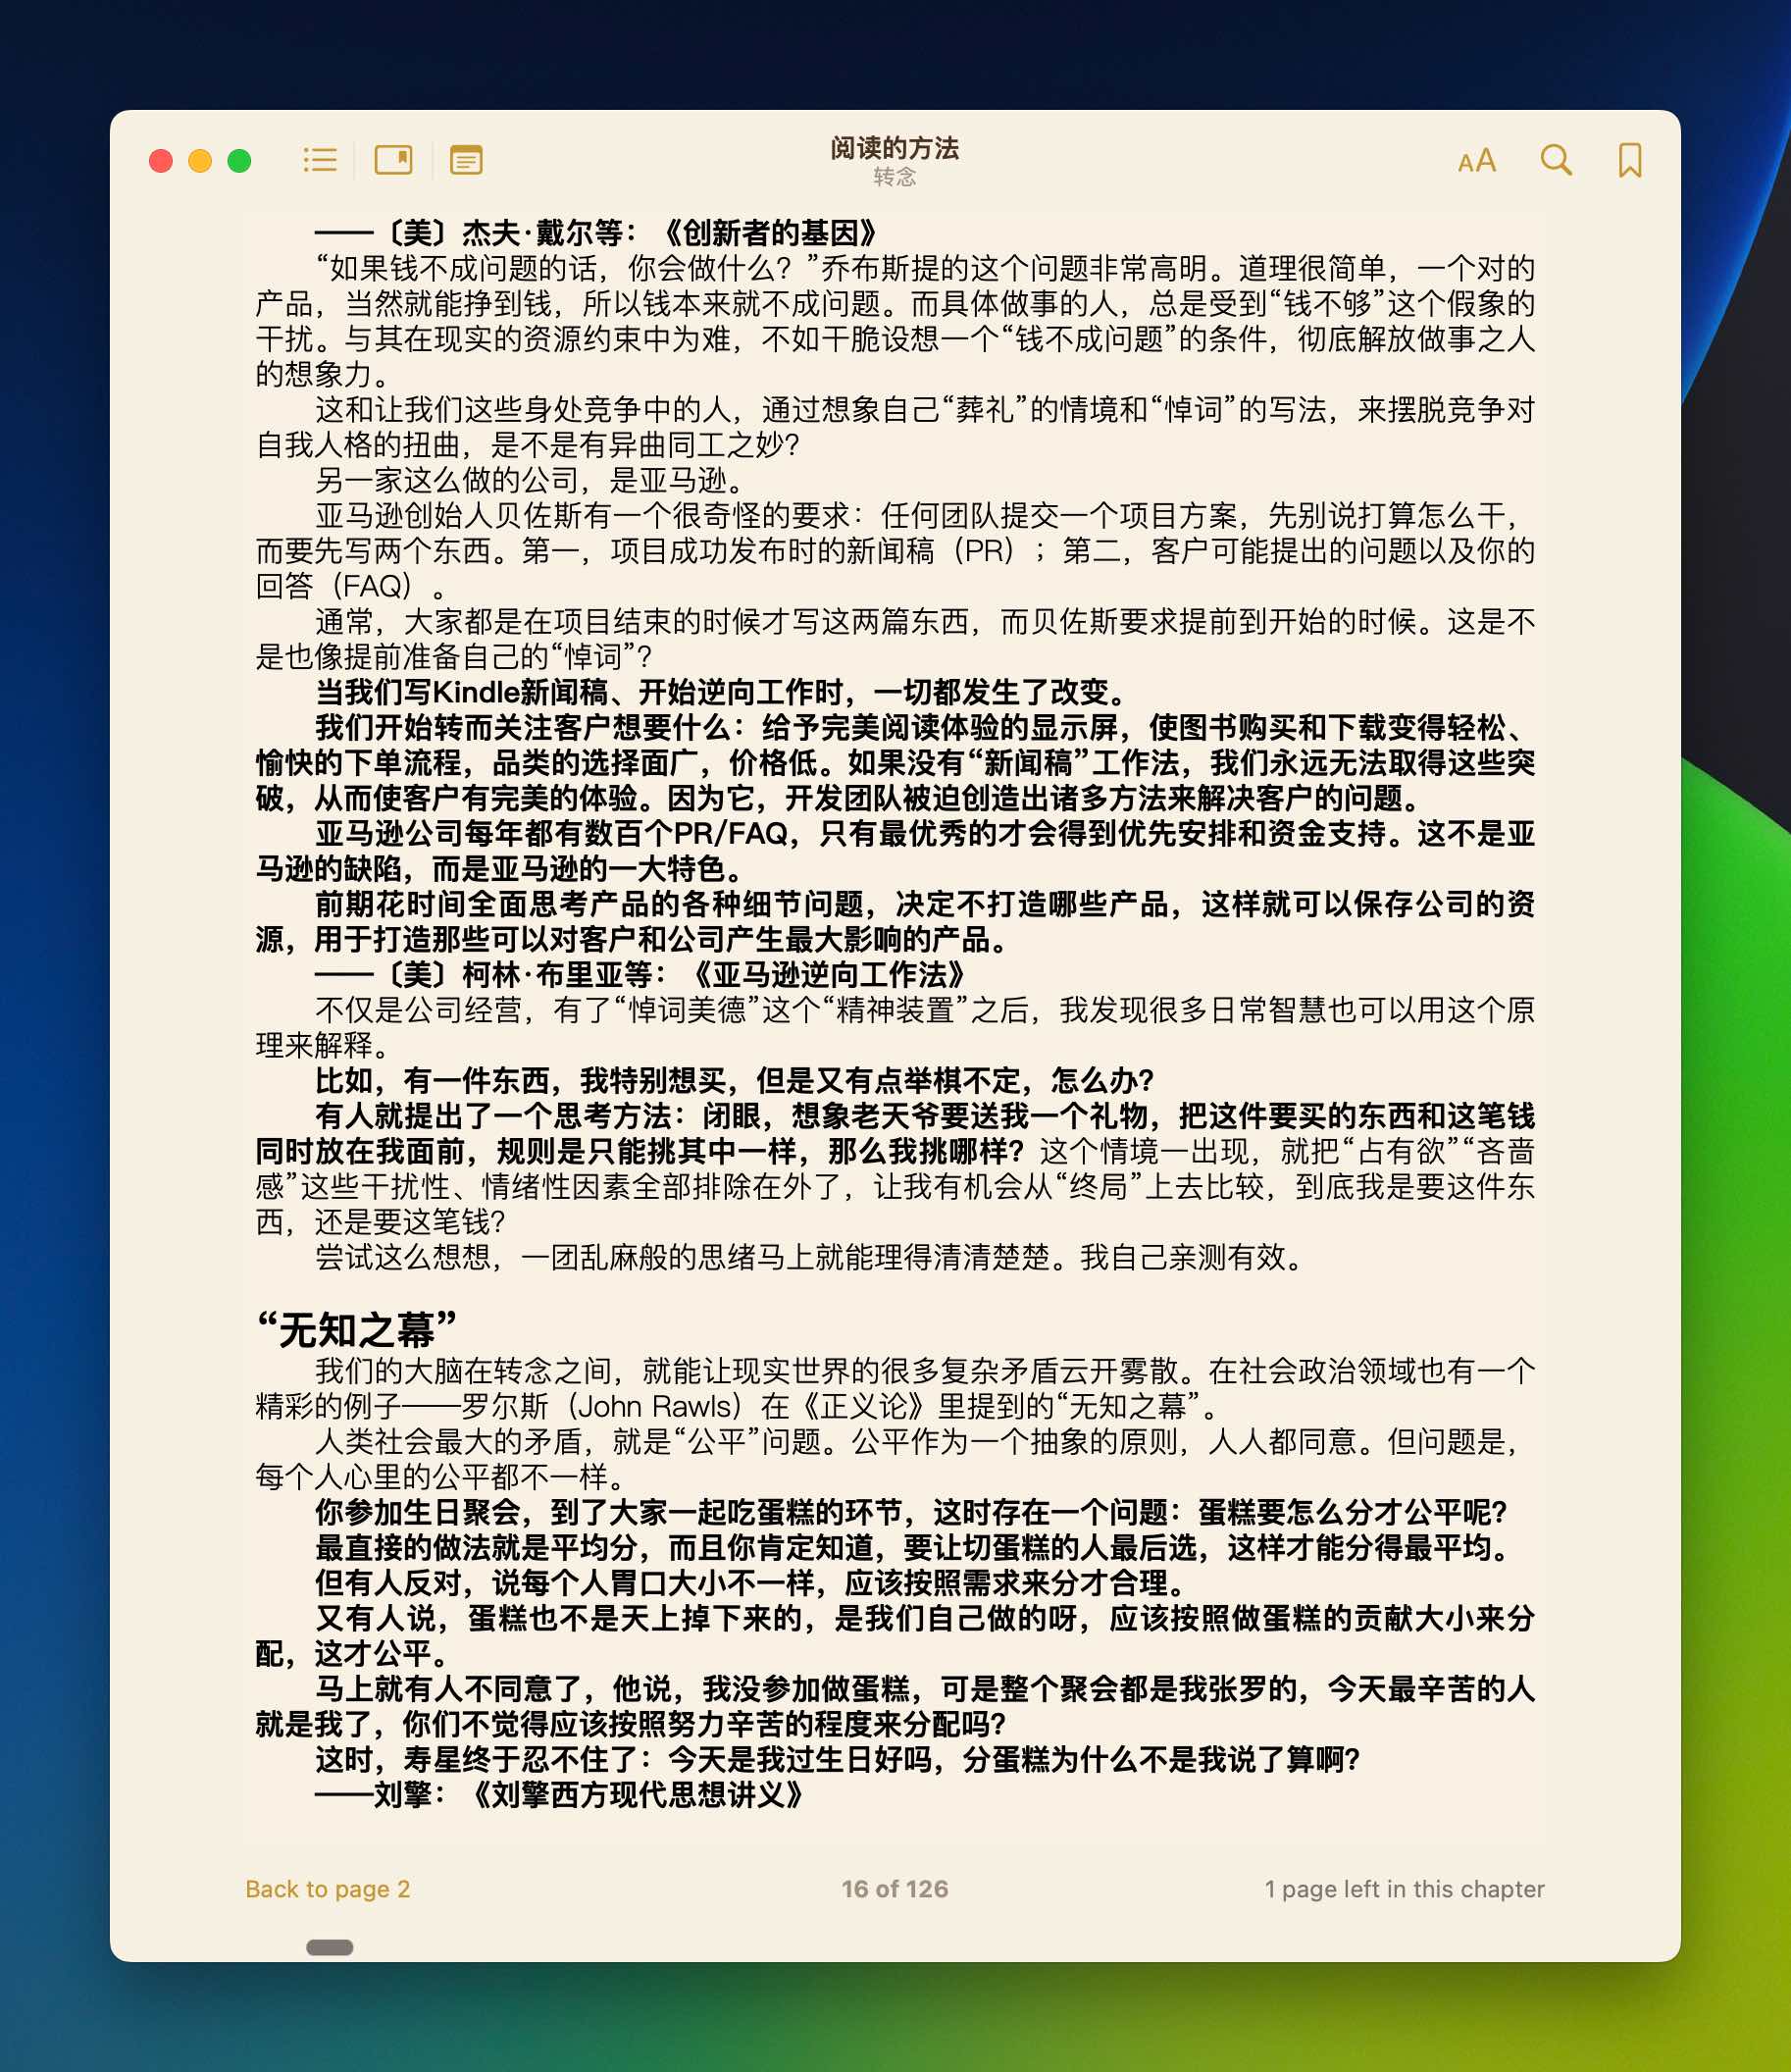 阅读的方法
转念
AA
——〔美〕杰夫·戴尔等：《创新者的基因》
“如果钱不成问题的话，你会做什么？”乔布斯提的这个问题非常高明。道理很简单，一个对的
产品，当然就能挣到钱，所以钱本来就不成问题。而具体做事的人，总是受到“钱不够”这个假象的
干扰。与其在现实的资源约束中为难，不如干脆设想一个“钱不成问题”的条件，彻底解放做事之人
的想象力。
这和让我们这些身处竞争中的人，通过想象自己“葬礼”的情境和“悼词”的写法，来摆脱竞争对
自我人格的扭曲，是不是有异曲同工之妙？
另一家这么做的公司，是亚马逊。
亚马逊创始人贝佐斯有一个很奇怪的要求：任何团队提交一个项目方案，先别说打算怎么干，
而要先写两个东西。第一，项目成功发布时的新闻稿（PR）；第二，客户可能提出的问题以及你的
回答（FAQ）。
通常，大家都是在项目结束的时候才写这两篇东西，而贝佐斯要求提前到开始的时候。这是不
是也像提前准备自己的“悼词”？
当我们写Kindle新闻稿、开始逆向工作时，一切都发生了改变。
我们开始转而关注客户想要什么：给予完美阅读体验的显示屏，使图书购买和下载变得轻松、
愉快的下单流程，品类的选择面广，价格低。如果没有“新闻稿”工作法，我们永远无法取得这些突
破，从而使客户有完美的体验。因为它，开发团队被迫创造出诸多方法来解决客户的问题。
亚马逊公司每年都有数百个PR/FAQ，只有最优秀的才会得到优先安排和资金支持。这不是亚
马逊的缺陷，而是亚马逊的一大特色。
前期花时间全面思考产品的各种细节问题，决定不打造哪些产品，这样就可以保存公司的资
源，用于打造那些可以对客户和公司产生最大影响的产品。
——〔美〕柯林·布里亚等：《亚马逊逆向工作法》
不仅是公司经营，有了“悼词美德”这个“精神装置”之后，我发现很多日常智慧也可以用这个原
理来解释。
比如，有一件东西，我特别想买，但是又有点举棋不定，怎么办？
有人就提出了一个思考方法：闭眼，想象老天爷要送我一个礼物，把这件要买的东西和这笔钱
同时放在我面前，规则是只能挑其中一样，那么我挑哪样？这个情境一出现，就把“占有欲”“吝啬
感”这些干扰性、情绪性因素全部排除在外了，让我有机会从“终局”上去比较，到底我是要这件东
西，还是要这笔钱？
尝试这么想想，一团乱麻般的思绪马上就能理得清清楚楚。我自己亲测有效。
“无知之幕”
我们的大脑在转念之间，就能让现实世界的很多复杂矛盾云开雾散。在社会政治领域也有一个
精彩的例子——罗尔斯（John Rawls）在《正义论》里提到的“无知之幕”。
人类社会最大的矛盾，就是“公平”问题。公平作为一个抽象的原则，人人都同意。但问题是，
每个人心里的公平都不一样。
你参加生日聚会，到了大家一起吃蛋糕的环节，这时存在一个问题：蛋糕要怎么分才公平呢？
最直接的做法就是平均分，而且你肯定知道，要让切蛋糕的人最后选，这样才能分得最平均。
但有人反对，说每个人胃口大小不一样，应该按照需求来分才合理。
又有人说，蛋糕也不是天上掉下来的，是我们自己做的呀，应该按照做蛋糕的贡献大小来分
配，这才公平。
马上就有人不同意了，他说，我没参加做蛋糕，可是整个聚会都是我张罗的，今天最辛苦的人
就是我了，你们不觉得应该按照努力辛苦的程度来分配吗？
这时，寿星终于忍不住了：今天是我过生日好吗，分蛋糕为什么不是我说了算啊？
——刘擎：《刘擎西方现代思想讲义》
Back to page 2
16 of 126
1 page left in this chapter